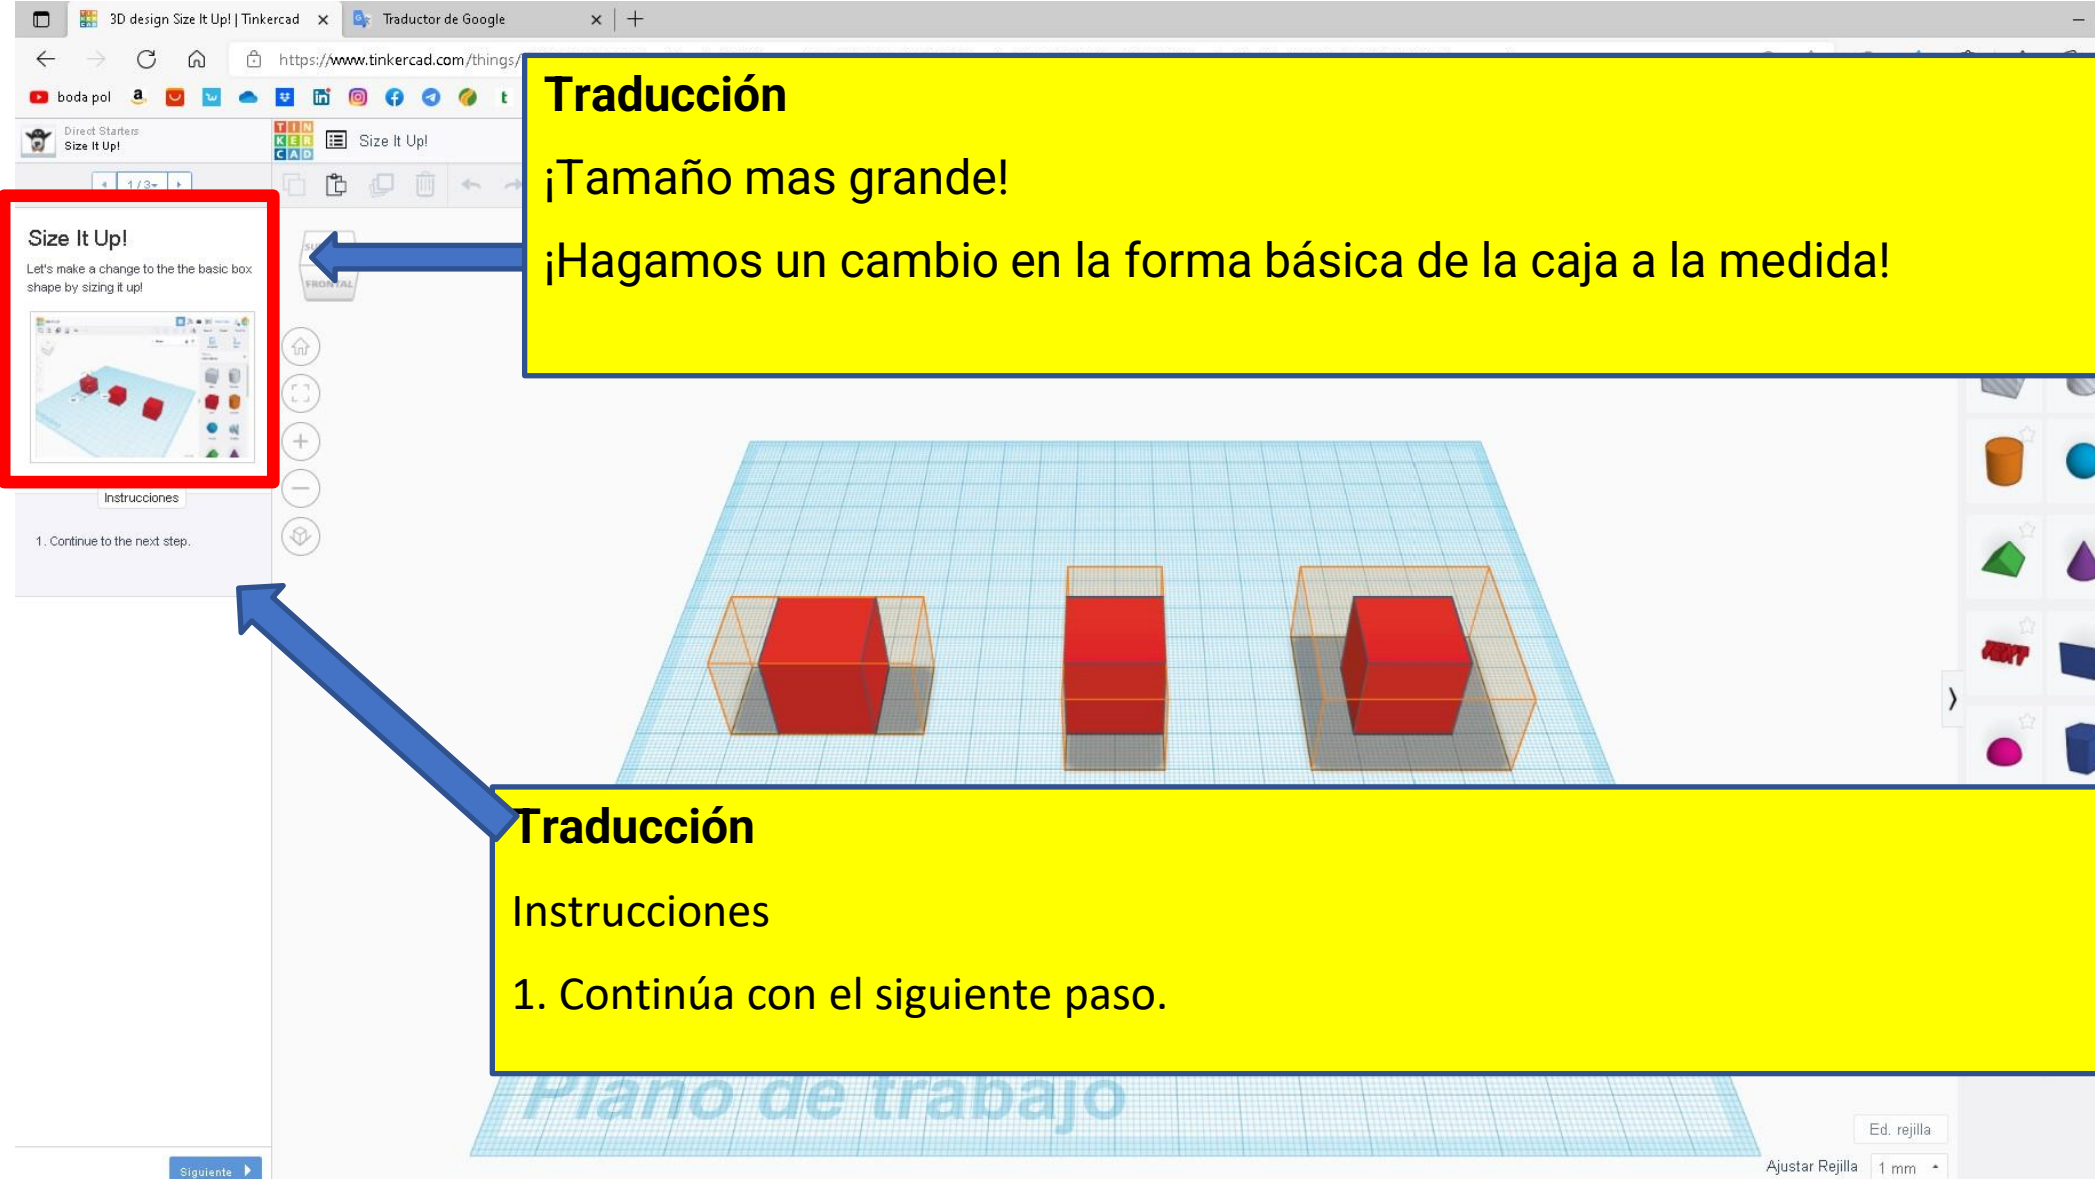 3D design Size It Up! | Tinkercad
Traductor de Google
https://www.tinkercad.com/things/
boda pol
Direct Starters
Size It Up!
TINKERCAD
Size It Up!
1/3
Size It Up!
Let's make a change to the the basic box
shape by sizing it up!
Instrucciones
1. Continue to the next step.
Traducción
¡Tamaño mas grande!
¡Hagamos un cambio en la forma básica de la caja a la medida!
FRONTAL
TEXT
Traducción
Instrucciones
1. Continúa con el siguiente paso.
Plano de trabajo
Ed. rejilla
Ajustar Rejilla 1 mm
Siguiente